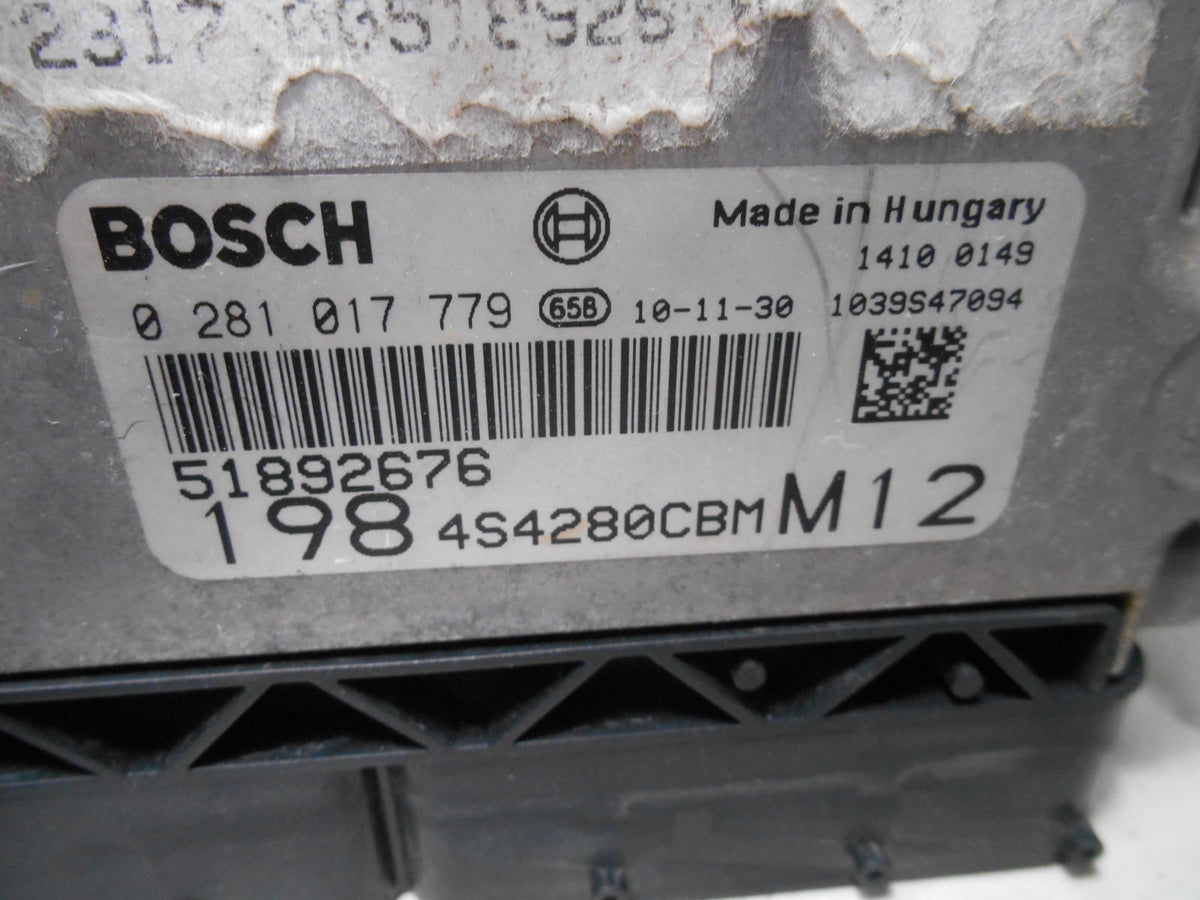 2317
BOSCH
Made in Hungary
1410 0149
0 281 017 779 65B 10-11-30 1039S47094
51892676
198 4S4280CBM M12